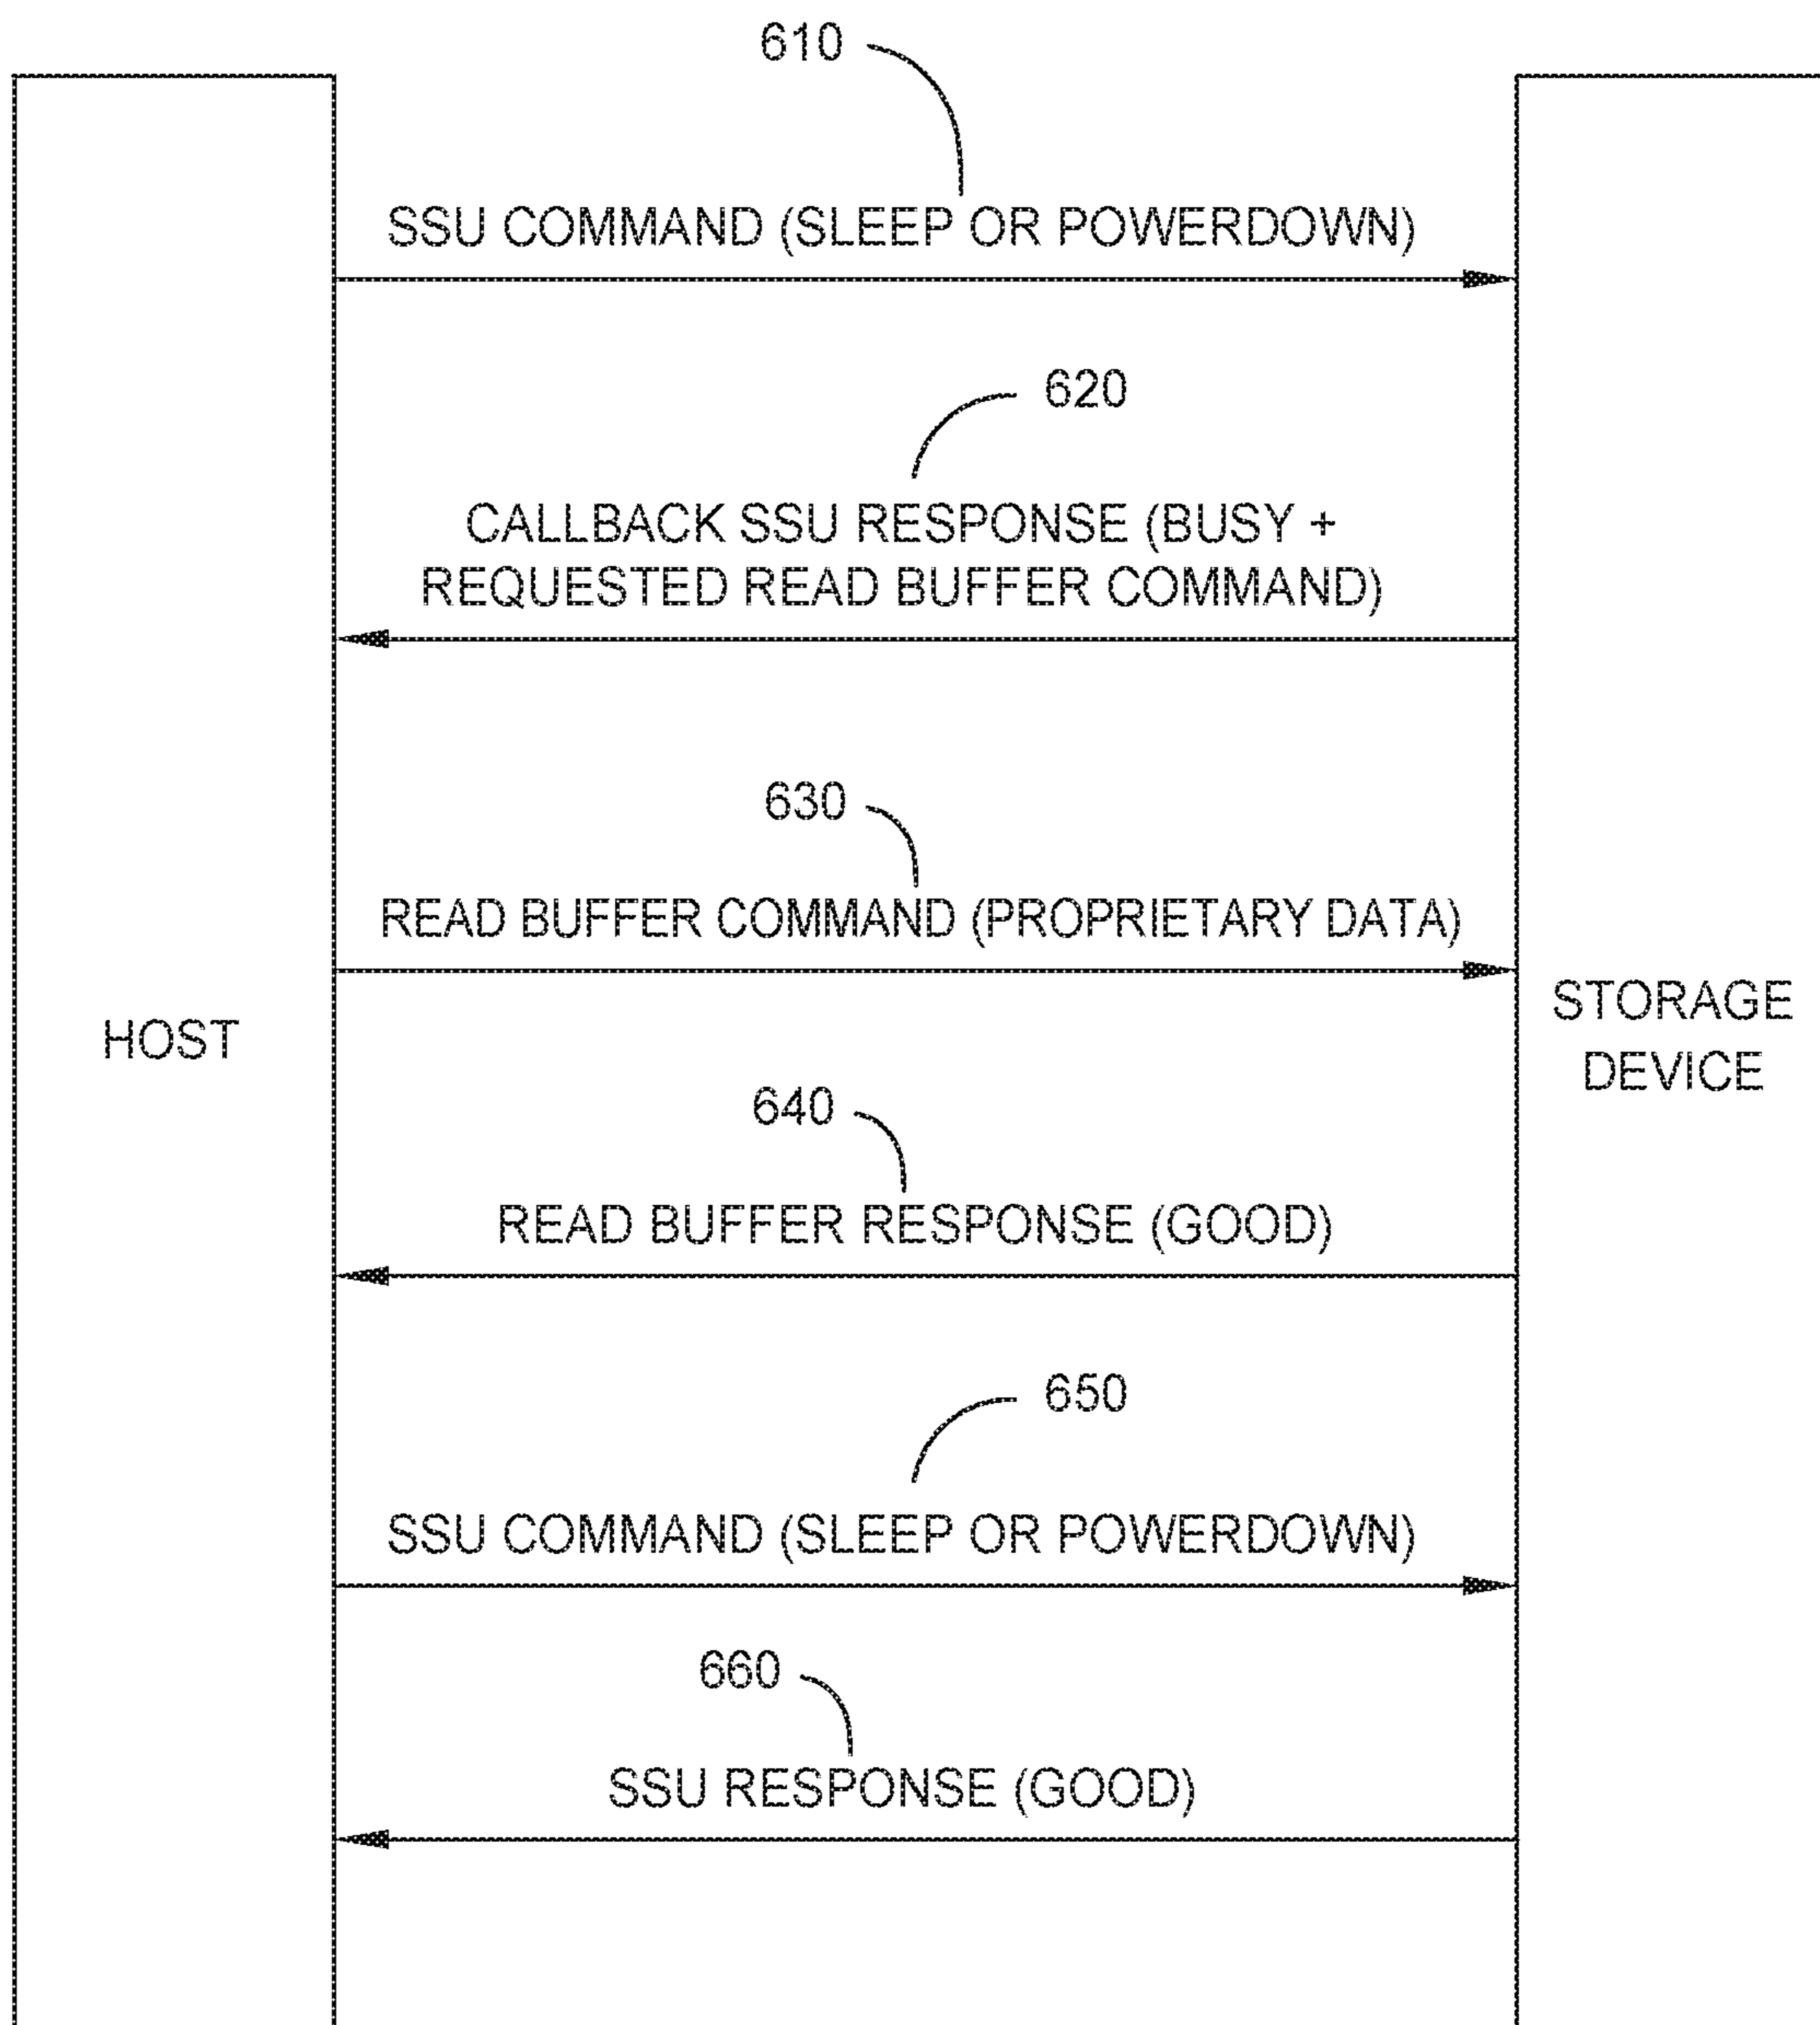 610
SSU COMMAND (SLEEP OR POWERDOWN)
620
CALLBACK SSU RESPONSE (BUSY +
REQUESTED READ BUFFER COMMAND)
630
READ BUFFER COMMAND (PROPRIETARY DATA)
HOST
STORAGE
DEVICE
640
READ BUFFER RESPONSE (GOOD)
650
SSU COMMAND (SLEEP OR POWERDOWN)
660
SSU RESPONSE (GOOD)